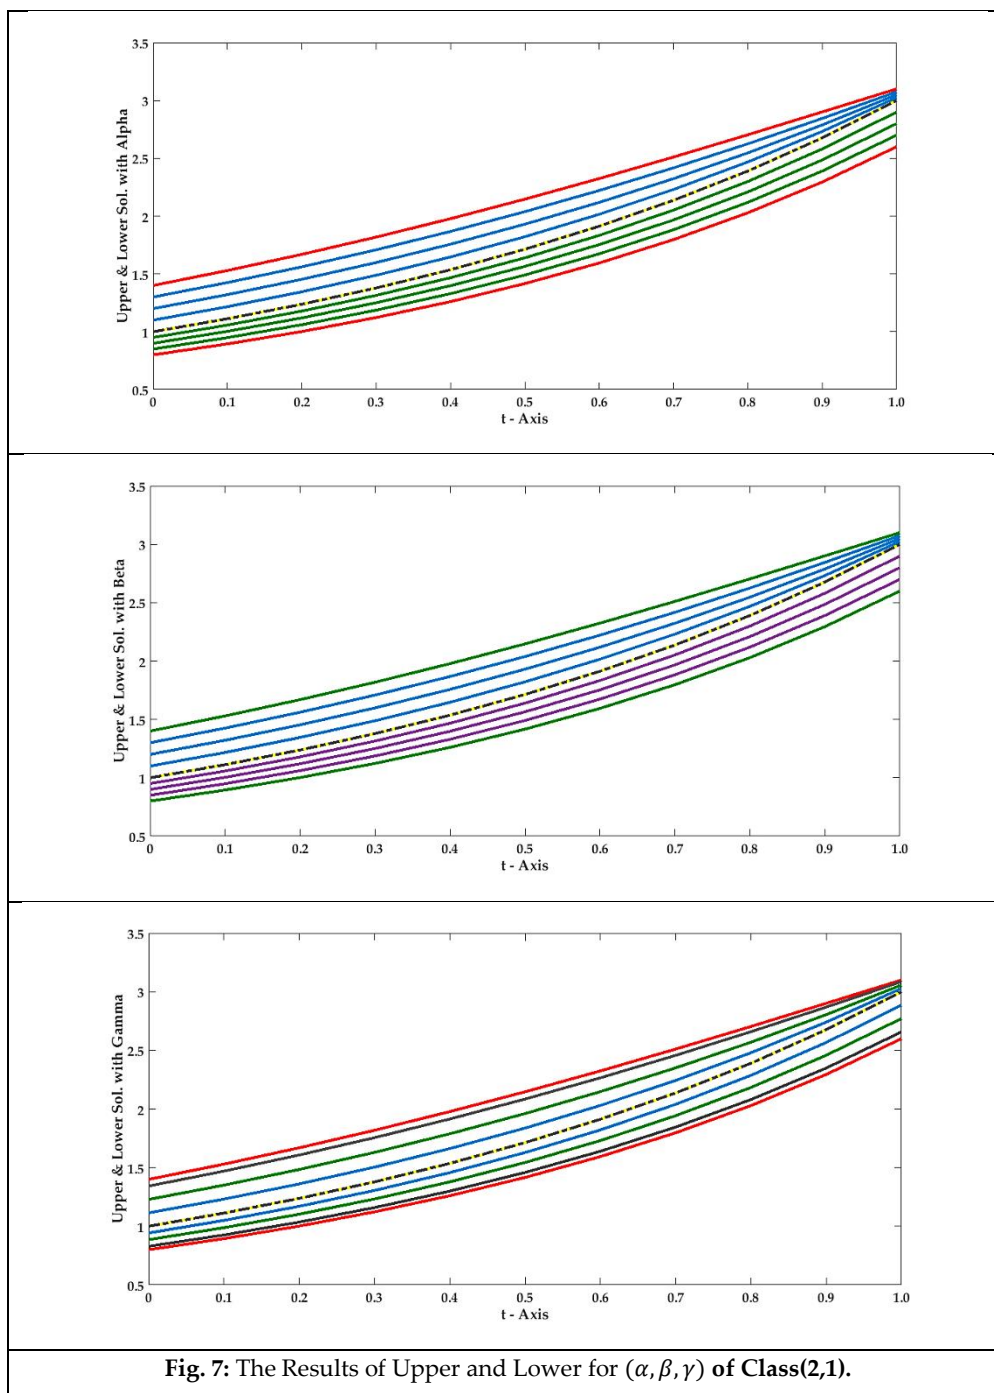 3.5
3
2.5
2
1.5
1
0.5
Upper & Lower Sol. with Alpha
0 0.1 0.2 0.3 0.4 0.5 0.6 0.7 0.8 0.9 1.0
t - Axis
3.5
3
2.5
2
1.5
1
0.5
Upper & Lower Sol. with Beta
0 0.1 0.2 0.3 0.4 0.5 0.6 0.7 0.8 0.9 1.0
t - Axis
3.5
3
2.5
2
1.5
1
0.5
Upper & Lower Sol. with Gamma
0 0.1 0.2 0.3 0.4 0.5 0.6 0.7 0.8 0.9 1.0
t - Axis
Fig. 7: The Results of Upper and Lower for (α, β, γ) of Class(2,1).